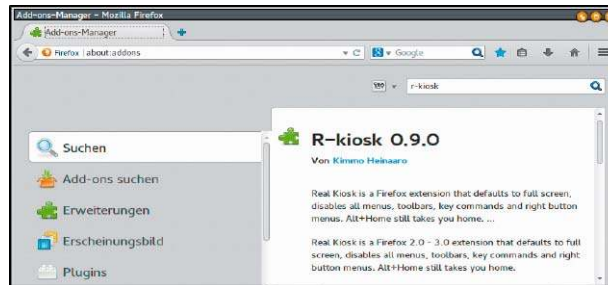 Add-ons-Manager - Mozilla Firefox
Add-ons-Manager
Firefox about:addons
Google
r-kiosk
Suchen
Add-ons suchen
Erweiterungen
Erscheinungsbild
Plugins
R-kiosk 0.9.0
Von Kimmo Heinaaro
Real Kiosk is a Firefox extension that defaults to full screen,
disables all menus, toolbars, key commands and right button
menus. Alt+Home still takes you home. ...
Real Kiosk is a Firefox 2.0 - 3.0 extension that defaults to full
screen, disables all menus, toolbars, key commands and right
button menus. Alt+Home still takes you home.